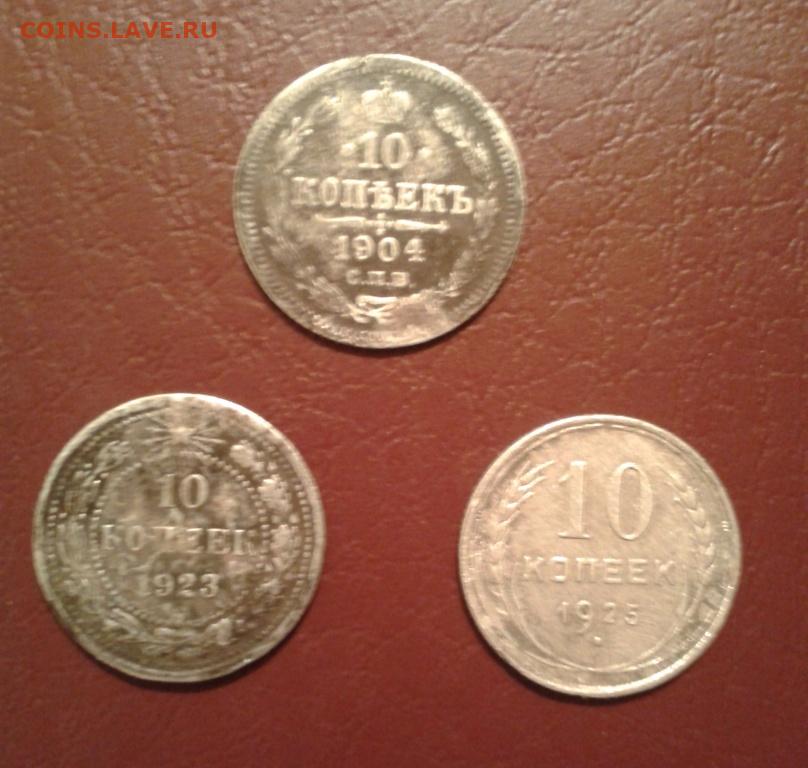 COINS.LAVE.RU
10
КОПѢЕКЪ
1904
С.П.Б.
10
КОПЕЕК
1923
10
КОПЕЕК
1925